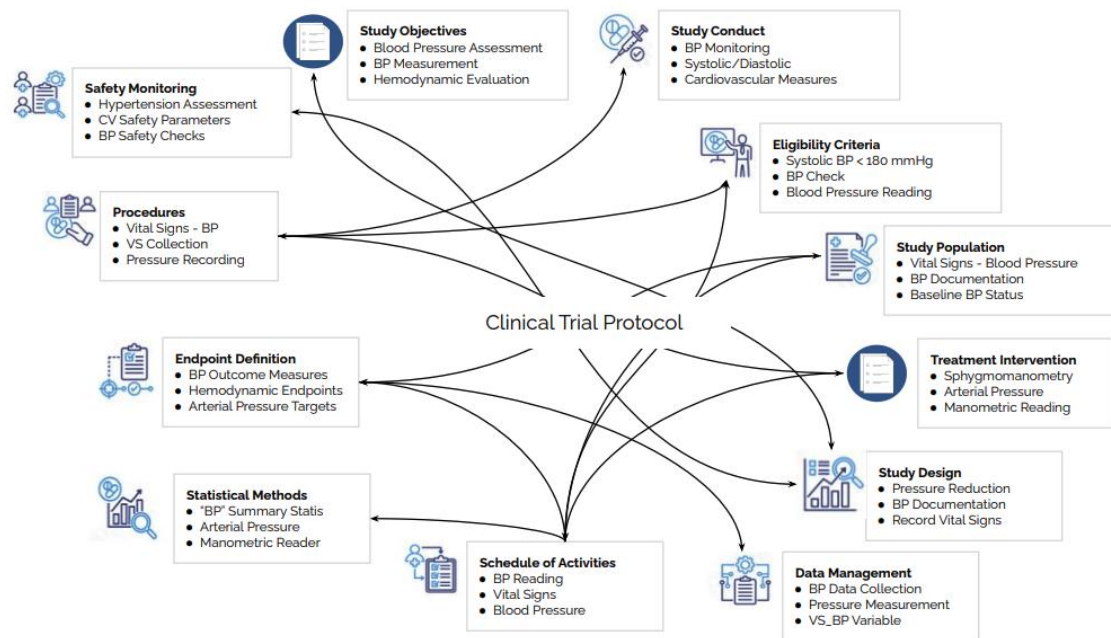 Study Objectives
● Blood Pressure Assessment
● BP Measurement
● Hemodynamic Evaluation
Study Conduct
● BP Monitoring
● Systolic/Diastolic
● Cardiovascular Measures
Safety Monitoring
● Hypertension Assessment
● CV Safety Parameters
● BP Safety Checks
Eligibility Criteria
● Systolic BP < 180 mmHg
● BP Check
● Blood Pressure Reading
Procedures
● Vital Signs - BP
● VS Collection
● Pressure Recording
Study Population
● Vital Signs - Blood Pressure
● BP Documentation
● Baseline BP Status
Clinical Trial Protocol
Endpoint Definition
● BP Outcome Measures
● Hemodynamic Endpoints
● Arterial Pressure Targets
Treatment Intervention
● Sphygmomanometry
● Arterial Pressure
● Manometric Reading
Statistical Methods
● "BP" Summary Statis
● Arterial Pressure
● Manometric Reader
Study Design
● Pressure Reduction
● BP Documentation
● Record Vital Signs
Schedule of Activities
● BP Reading
● Vital Signs
● Blood Pressure
Data Management
● BP Data Collection
● Pressure Measurement
● VS_BP Variable